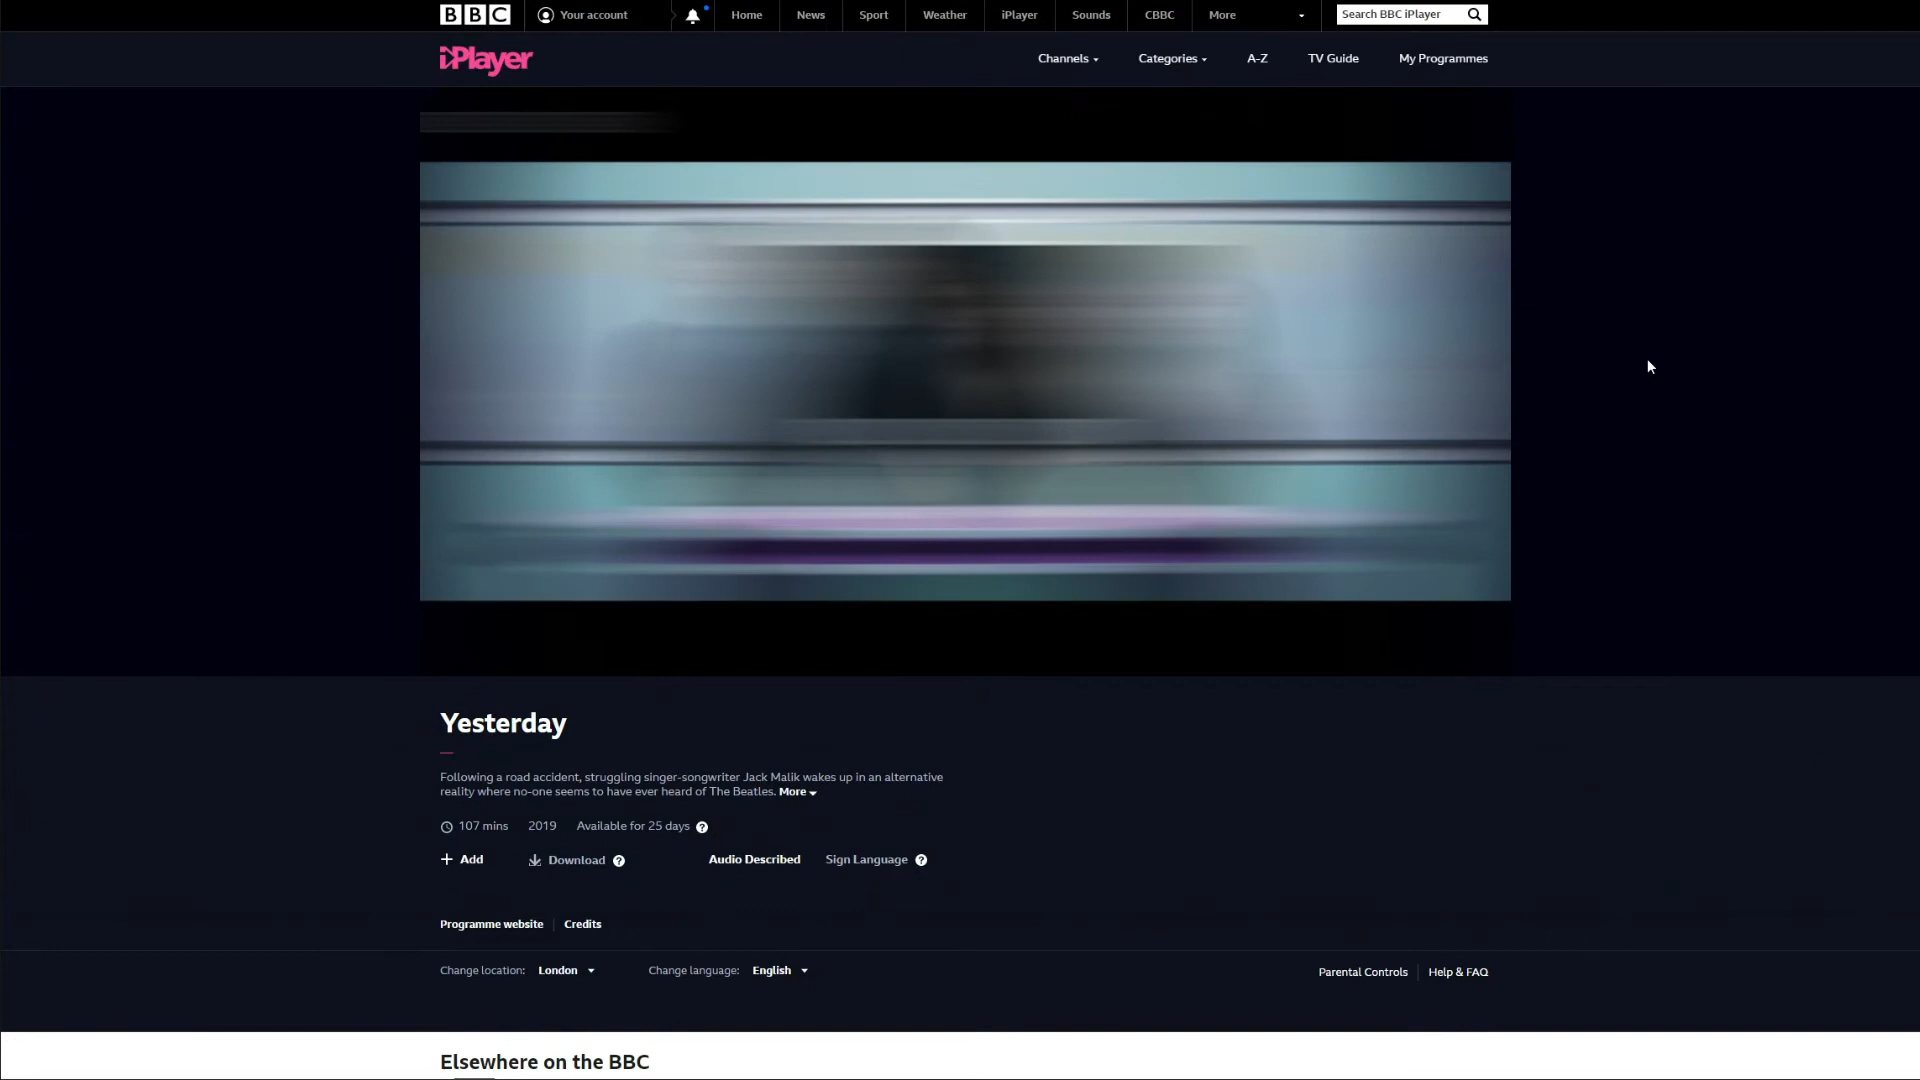 BBC
Your account
Home
News
Sport
Weather
iPlayer
Sounds
CBBC
More
Search BBC iPlayer
iPlayer
Channels
Categories
A-Z
TV Guide
My Programmes
Yesterday
Following a road accident, struggling singer-songwriter Jack Malik wakes up in an alternative
reality where no-one seems to have ever heard of The Beatles. More
107 mins
2019
Available for 25 days ?
+ Add
Download ?
Audio Described
Sign Language ?
Programme website
Credits
Change location: London
Change language: English
Parental Controls
Help & FAQ
Elsewhere on the BBC